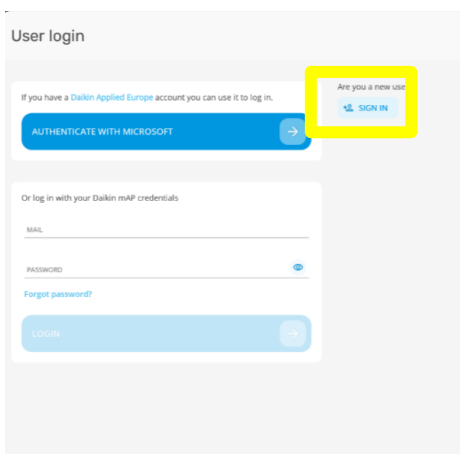 User login
If you have a Daikin Applied Europe account you can use it to log in.
AUTHENTICATE WITH MICROSOFT
Are you a new use
SIGN IN
Or log in with your Daikin mAP credentials
MAIL
PASSWORD
Forgot password?
LOGIN